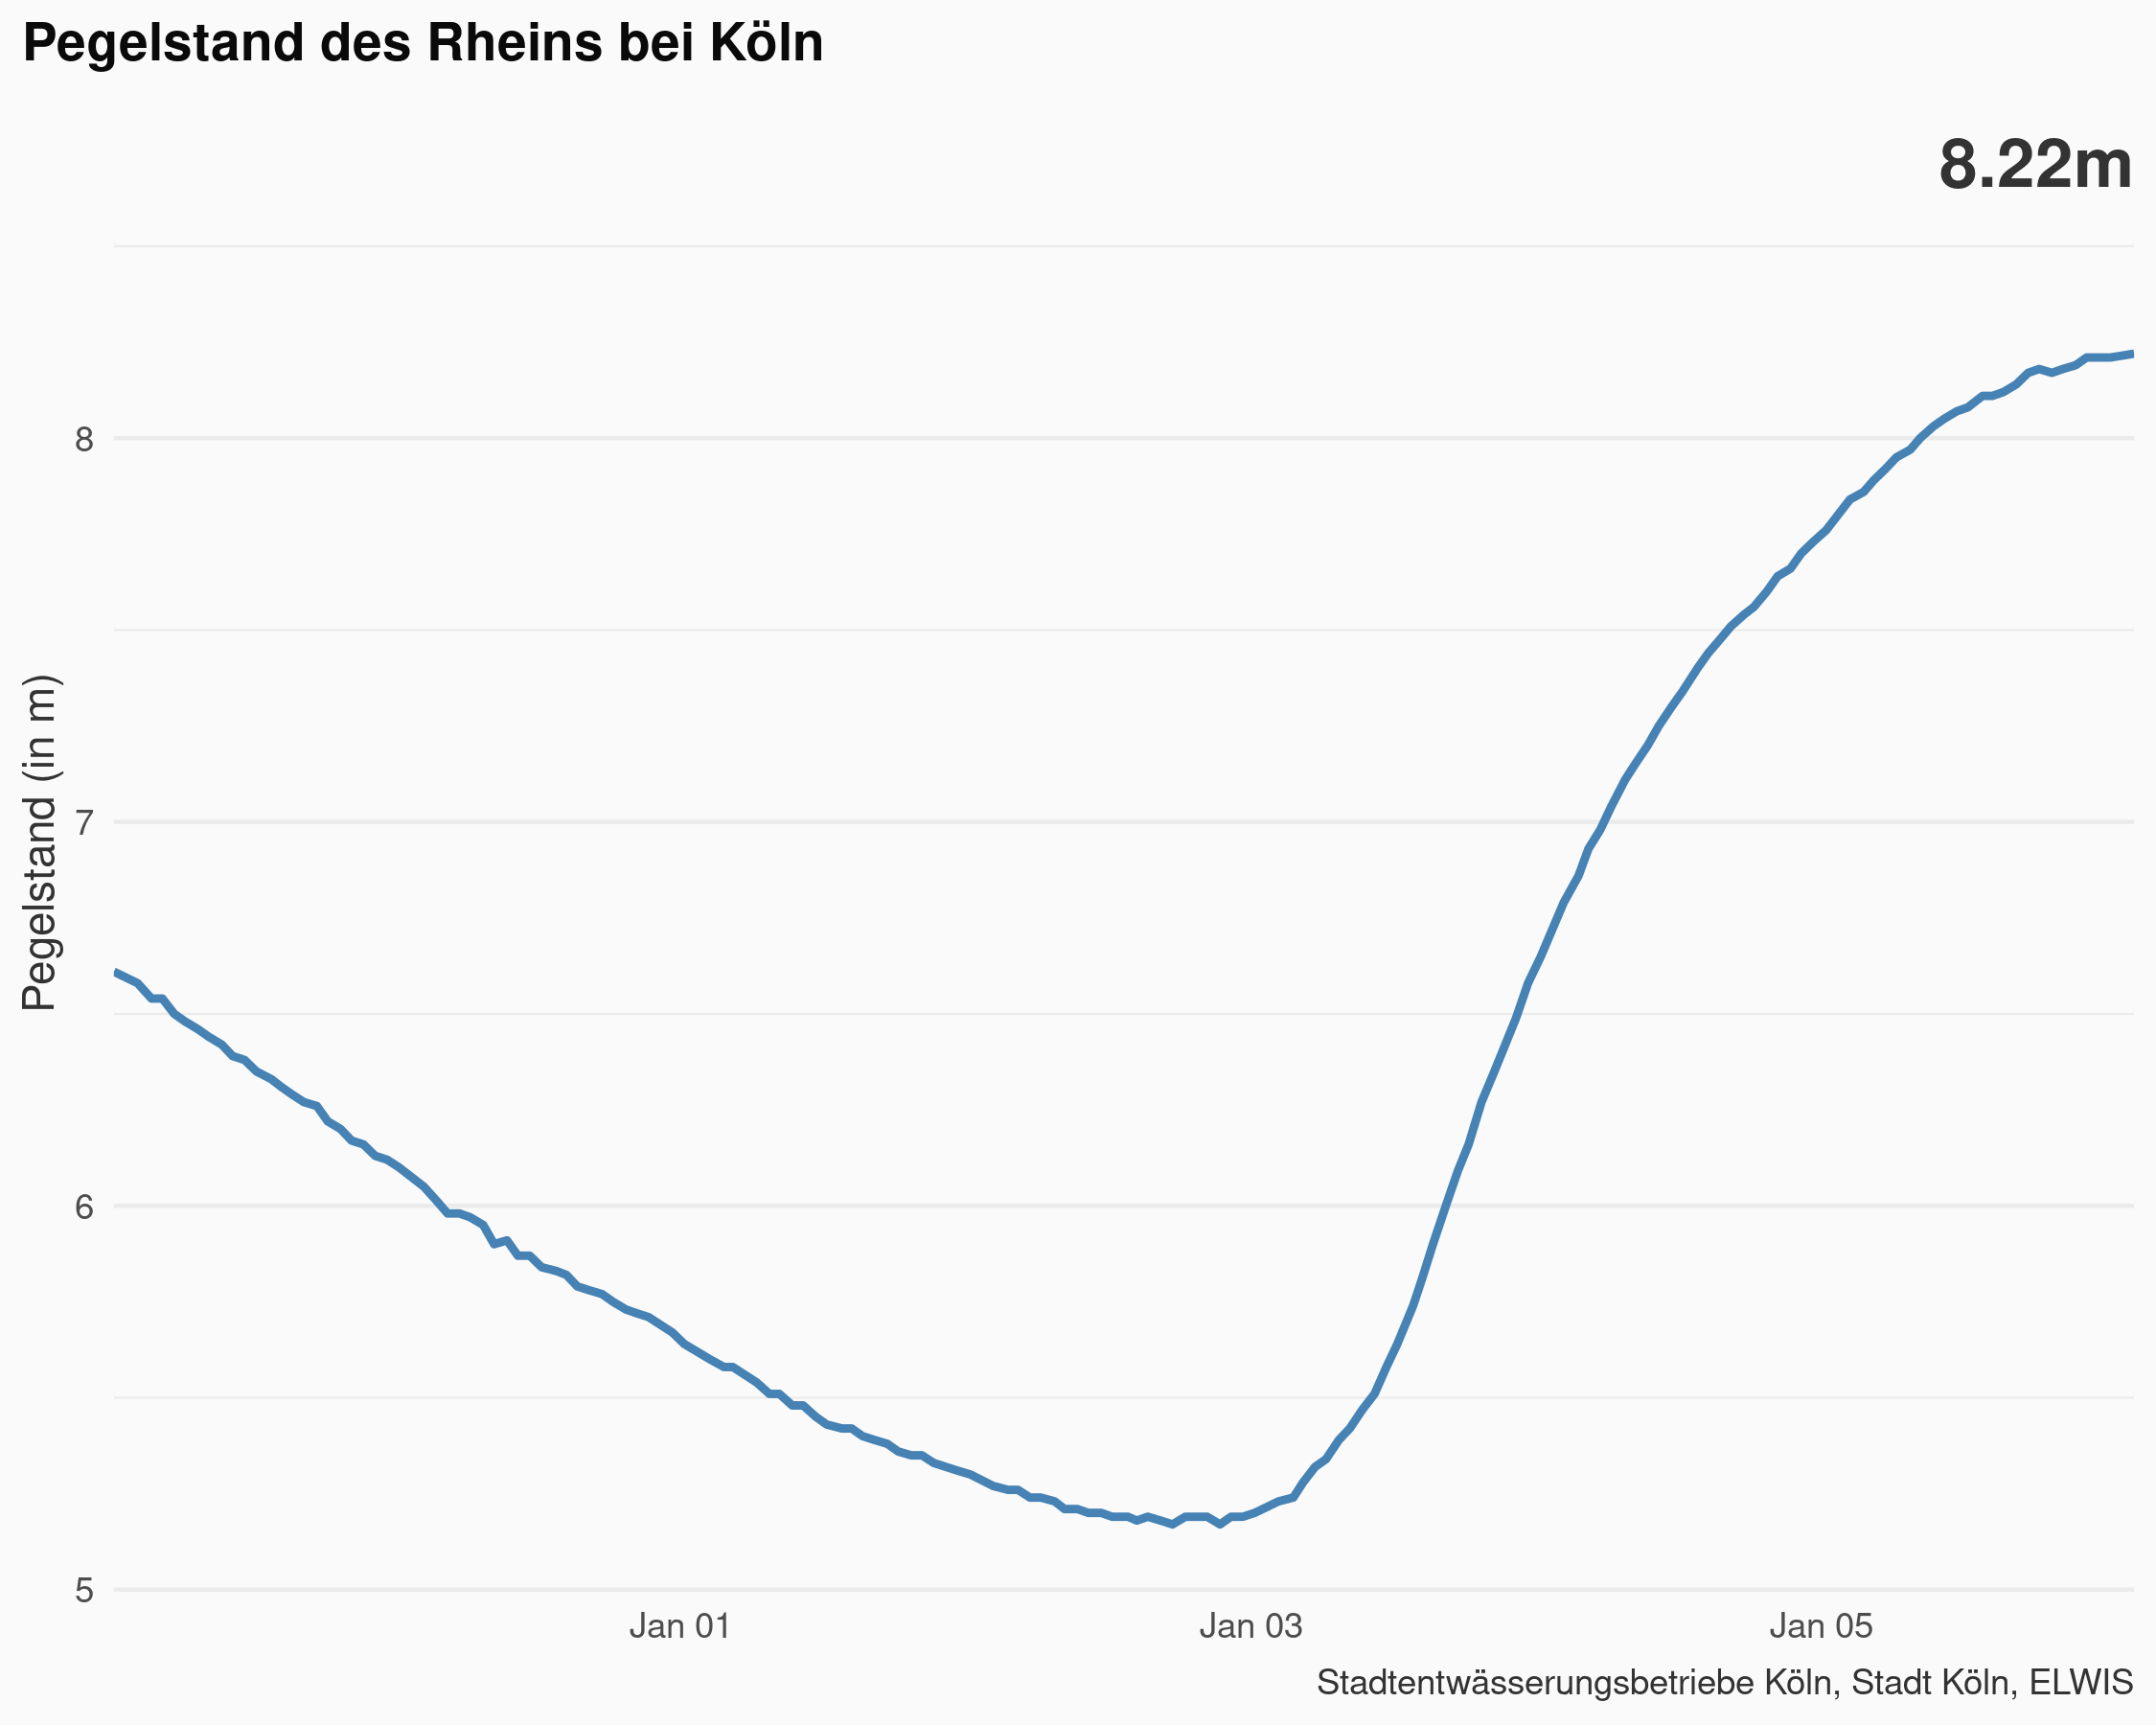 Pegelstand des Rheins bei Köln
8.22m
Pegelstand (in m)
8
7
6
5
Jan 01
Jan 03
Jan 05
Stadtentwässerungsbetriebe Köln, Stadt Köln, ELWIS